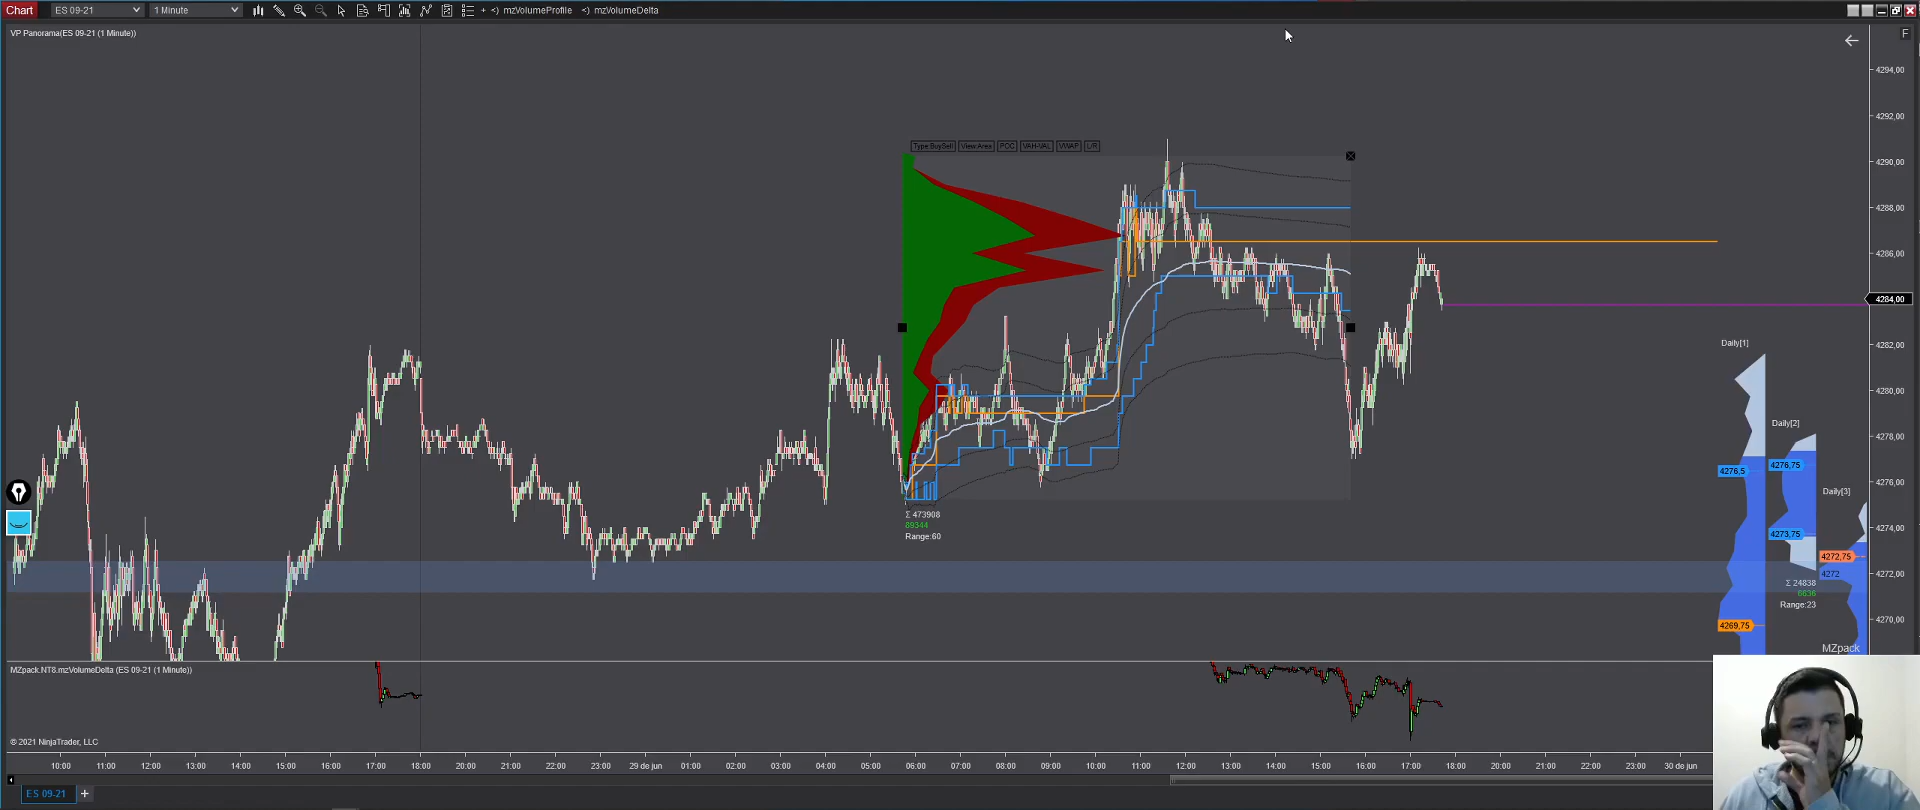 Chart ES 09-21 1 Minute + mzVolumeProfile mzVolumeDelta
VP Panorama(ES 09-21 (1 Minute))
F
4294,00
4292,00
4290,00
4288,00
4286,00
4284,00
4282,00
4280,00
4278,00
4276,00
4274,00
4272,00
4270,00
Type:BuySell View:Area POC VAH-VAL VWAP L/R
Σ 473908
89344
Range:60
Daily[1]
4276,5
4269,75
Daily[2]
4276,75
4273,75
Σ 24838
6636
Range:23
Daily[3]
4272,75
4272
MZpack
MZpack.NT8.mzVolumeDelta (ES 09-21 (1 Minute))
© 2021 NinjaTrader, LLC
10:00 11:00 12:00 13:00 14:00 15:00 16:00 17:00 18:00 19:00 20:00 21:00 22:00 23:00 29 de jun 01:00 02:00 03:00 04:00 05:00 06:00 07:00 08:00 09:00 10:00 11:00 12:00 13:00 14:00 15:00 16:00 17:00 18:00 20:00 21:00 22:00 23:00 30 de jun
ES 09-21 +